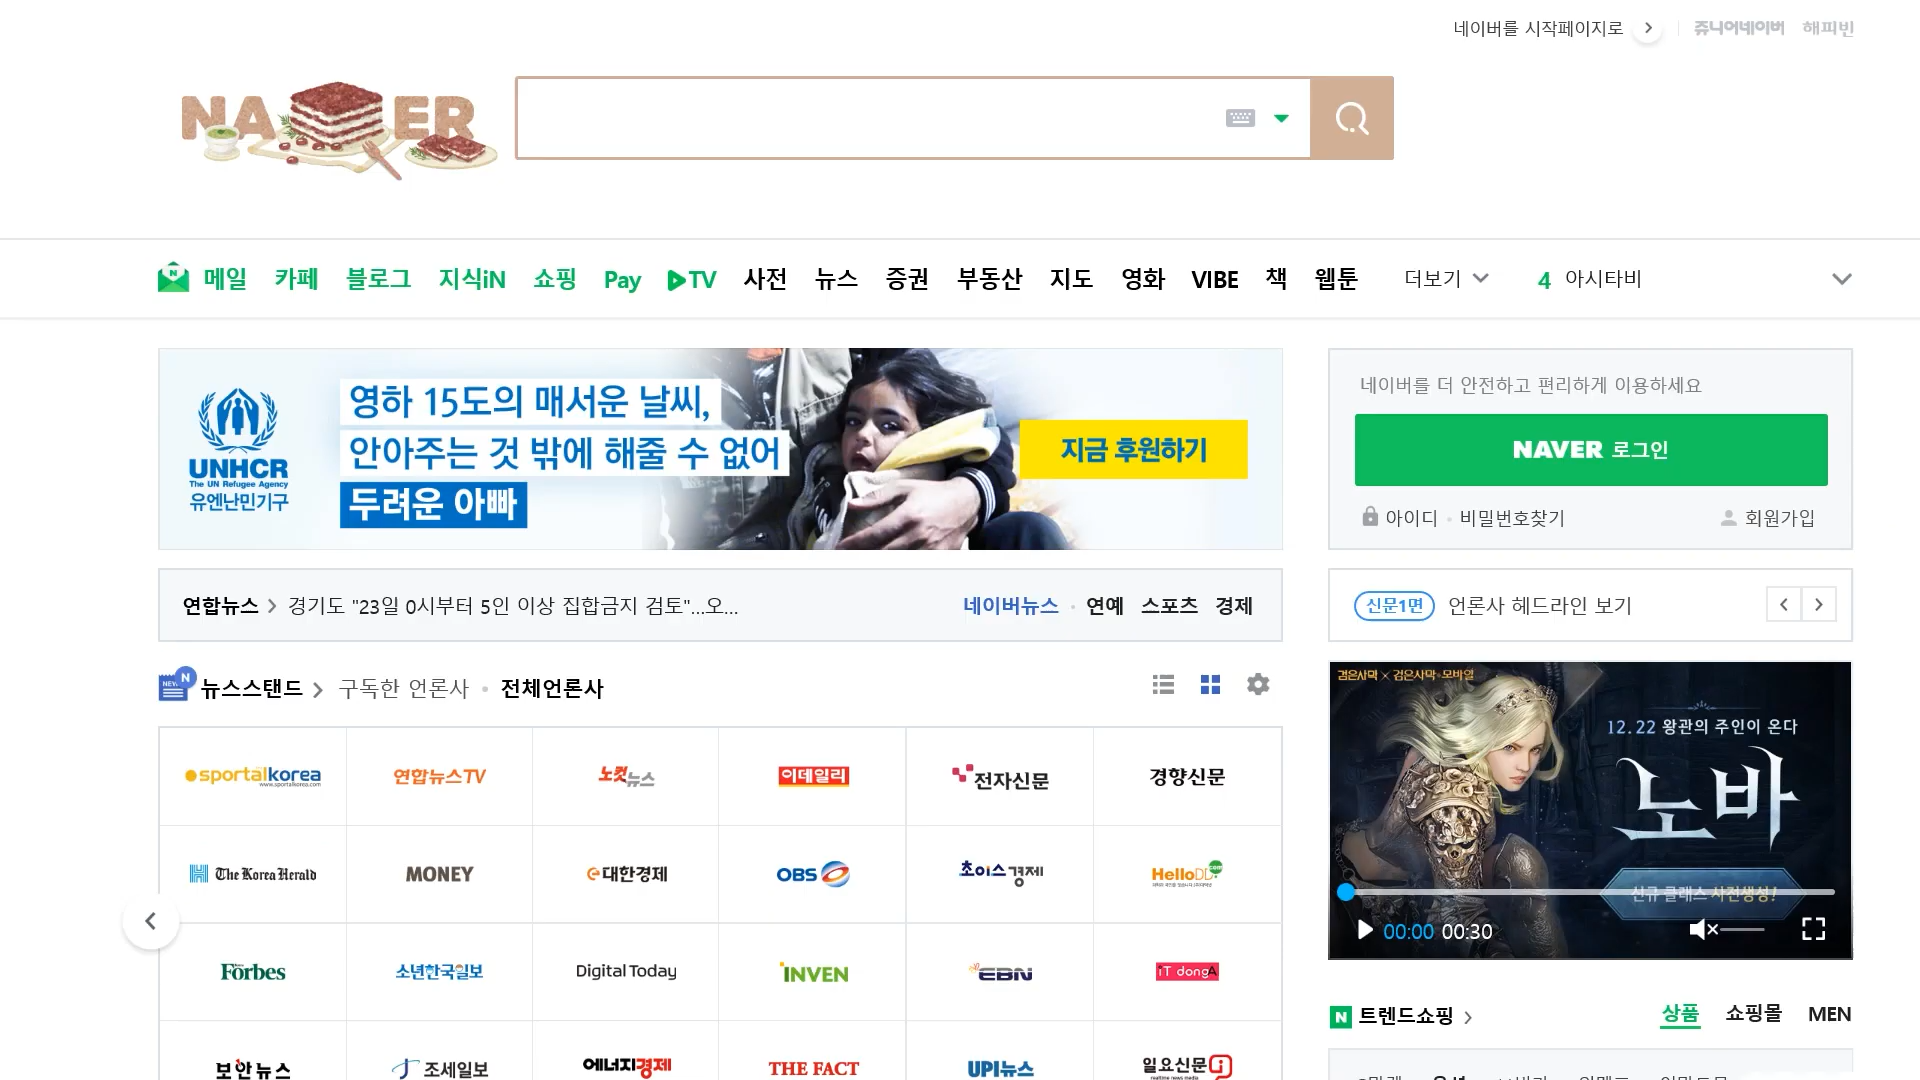 네이버를 시작페이지로
쥬니어네이버 해피빈
NAVER
메일 카페 블로그 지식iN 쇼핑 Pay TV 사전 뉴스 증권 부동산 지도 영화 VIBE 책 웹툰 더보기 4 아시타비
UNHCR
The UN Refugee Agency
유엔난민기구
영하 15도의 매서운 날씨,
안아주는 것 밖에 해줄 수 없어
두려운 아빠
지금 후원하기
네이버를 더 안전하고 편리하게 이용하세요
NAVER 로그인
아이디 · 비밀번호찾기 회원가입
연합뉴스 경기도 "23일 0시부터 5인 이상 집합금지 검토"...오...
네이버뉴스 · 연예 스포츠 경제
신문1면 언론사 헤드라인 보기
NEWS N 뉴스스탠드 구독한 언론사 · 전체언론사
sportalkorea
www.sportalkorea.com
연합뉴스TV
노컷뉴스
이데일리
전자신문
경향신문
The Korea Herald
MONEY
e대한경제
OBS
초이스경제
HelloDD.com
Forbes
소년한국일보
Digital Today
INVEN
EBN
iT dongA
보안뉴스
조세일보
에너지경제
THE FACT
UPI뉴스
일요신문
검은사막 × 검은사막 모바일
12.22 왕관의 주인이 온다
노바
신규 클래스 사전생성!
00:00 00:30
N 트렌드쇼핑
상품 쇼핑몰 MEN